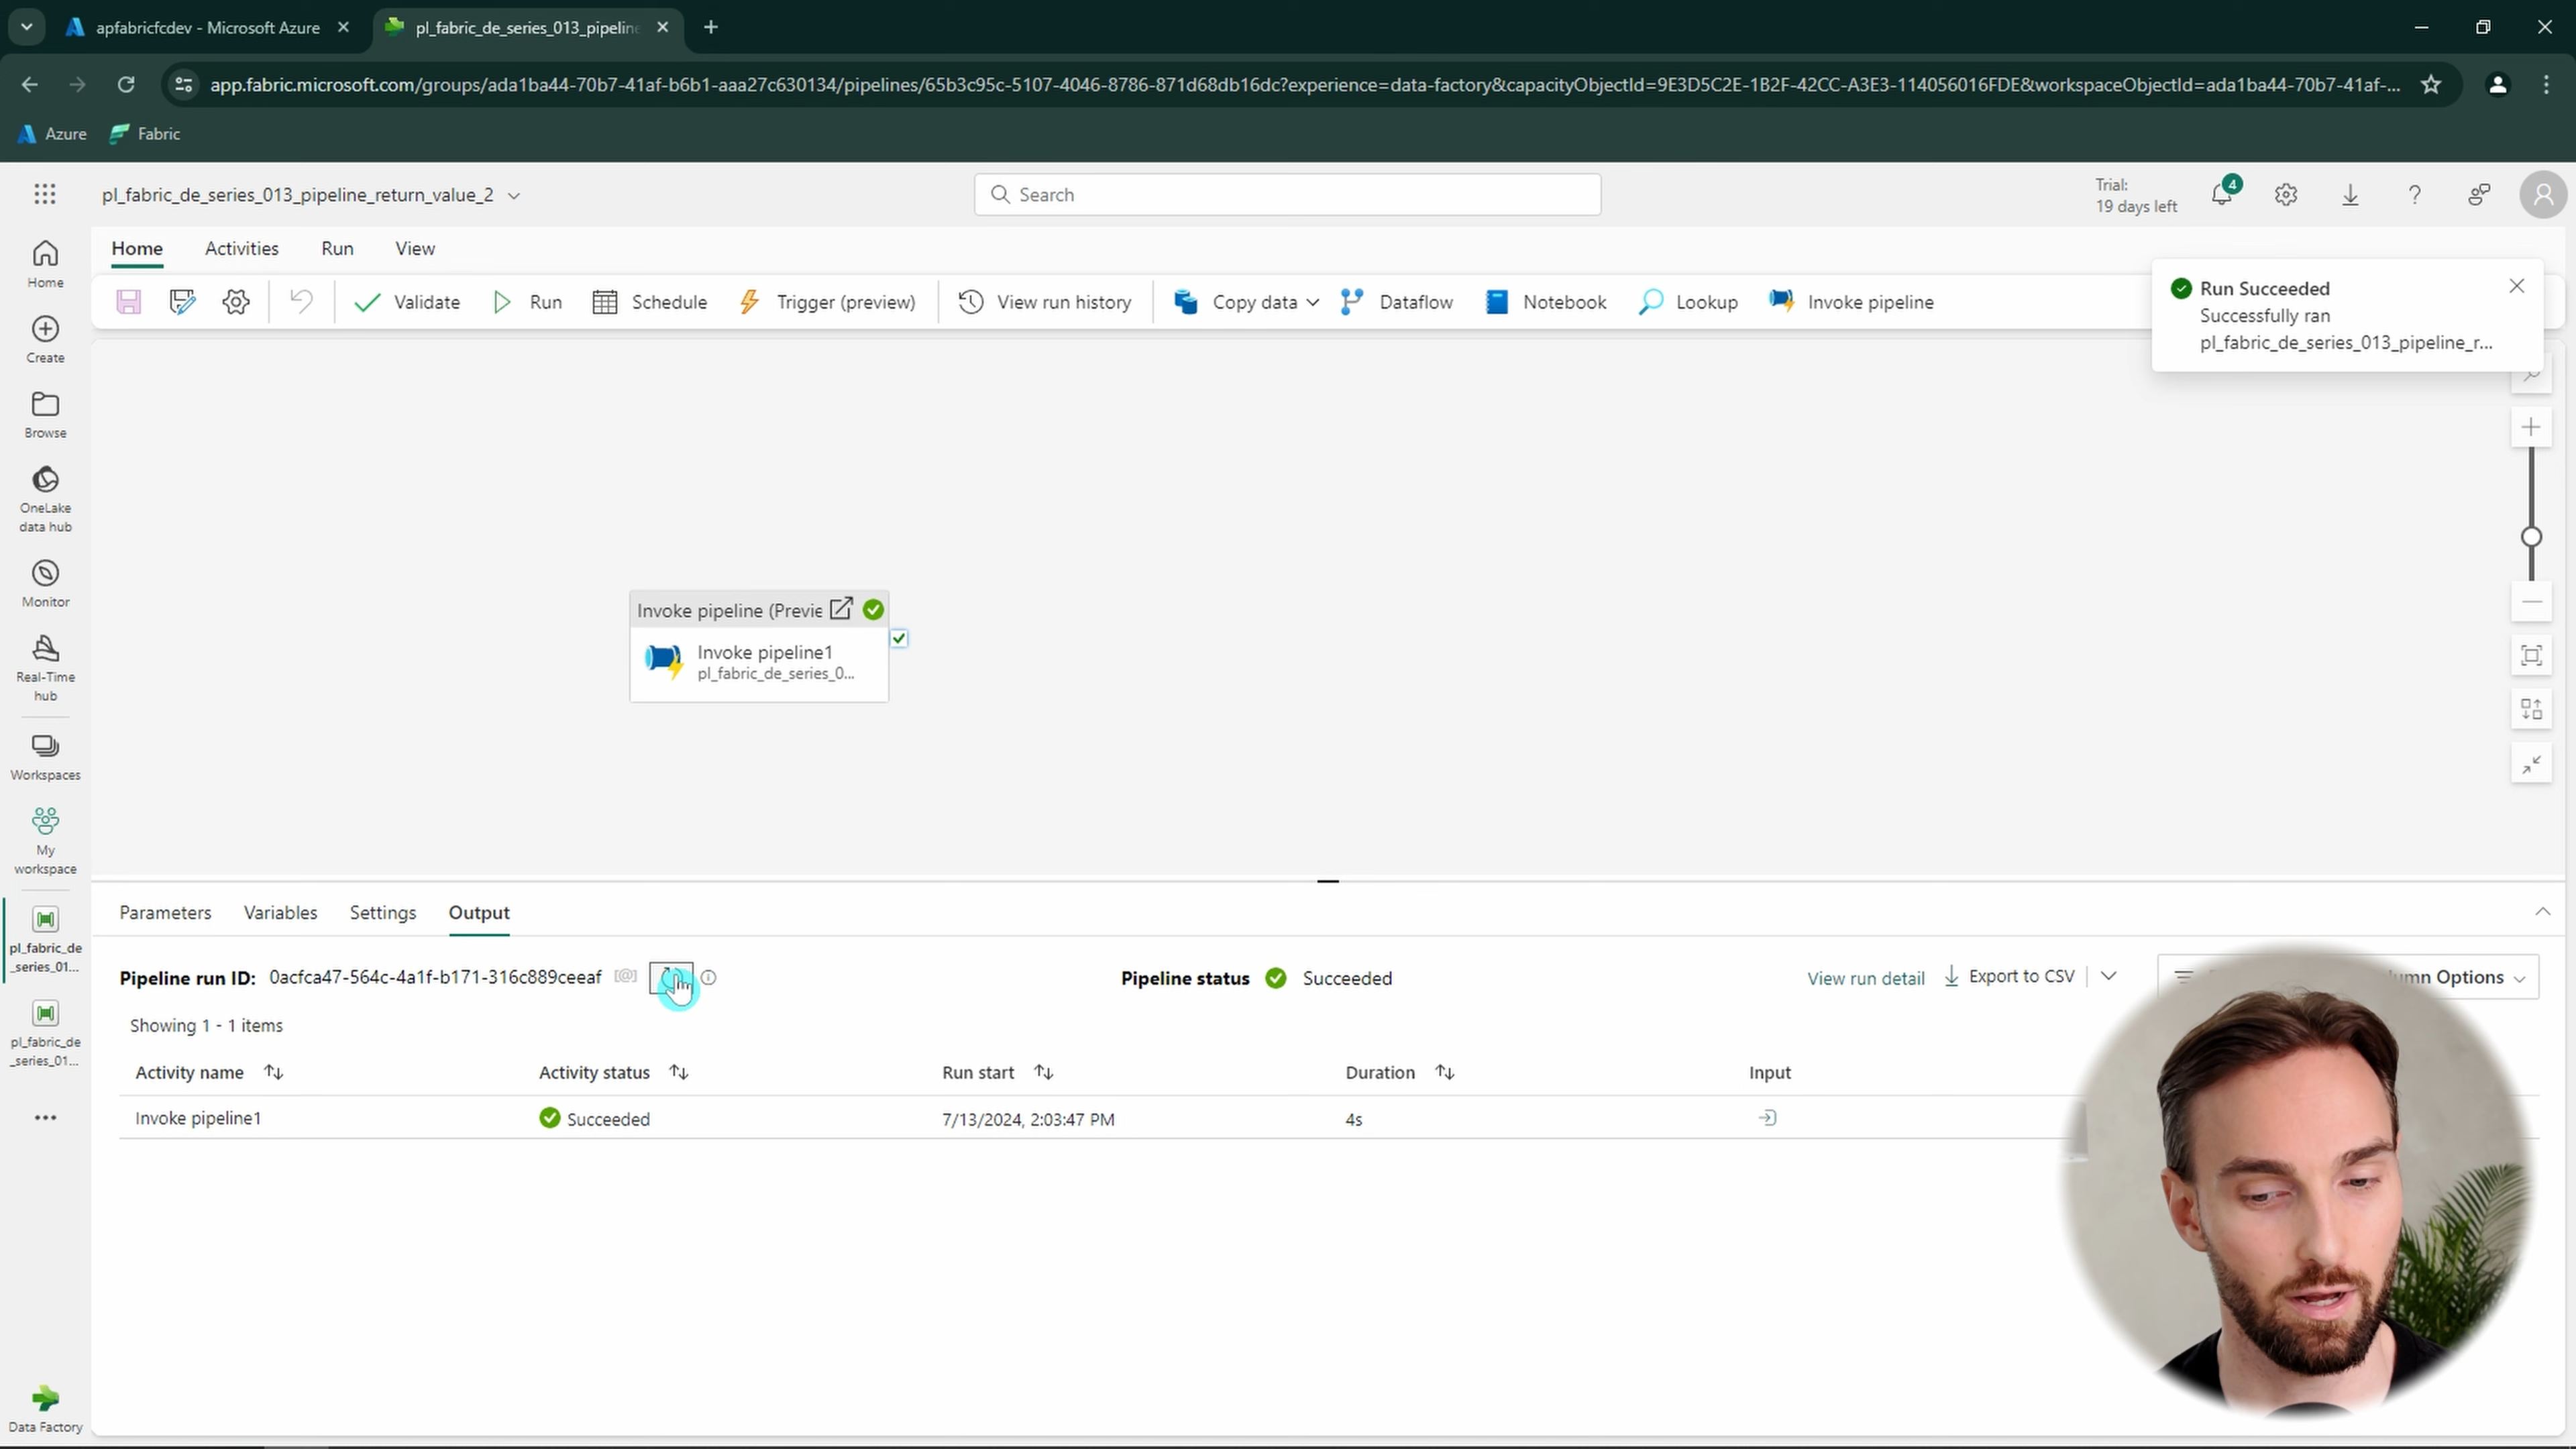 apfabricfcdev - Microsoft Azure
pl_fabric_de_series_013_pipeline
app.fabric.microsoft.com/groups/ada1ba44-70b7-41af-b6b1-aaa27c630134/pipelines/65b3c95c-5107-4046-8786-871d68db16dc?experience=data-factory&capacityObjectId=9E3D5C2E-1B2F-42CC-A3E3-114056016FDE&workspaceObjectId=ada1ba44-70b7-41af-...
Azure
Fabric
pl_fabric_de_series_013_pipeline_return_value_2
Search
Trial:
19 days left
4
Home
Activities
Run
View
Validate
Run
Schedule
Trigger (preview)
View run history
Copy data
Dataflow
Notebook
Lookup
Invoke pipeline
Run Succeeded
Successfully ran
pl_fabric_de_series_013_pipeline_r...
Home
Create
Browse
OneLake
data hub
Monitor
Real-Time
hub
Workspaces
My
workspace
pl_fabric_de
_series_01...
pl_fabric_de
_series_01...
Data Factory
Invoke pipeline (Previe
Invoke pipeline1
pl_fabric_de_series_0...
Parameters
Variables
Settings
Output
Pipeline run ID: 0acfca47-564c-4a1f-b171-316c889ceeaf
Pipeline status Succeeded
View run detail
Export to CSV
mn Options
Showing 1 - 1 items
Activity name
Activity status
Run start
Duration
Input
Invoke pipeline1
Succeeded
7/13/2024, 2:03:47 PM
4s